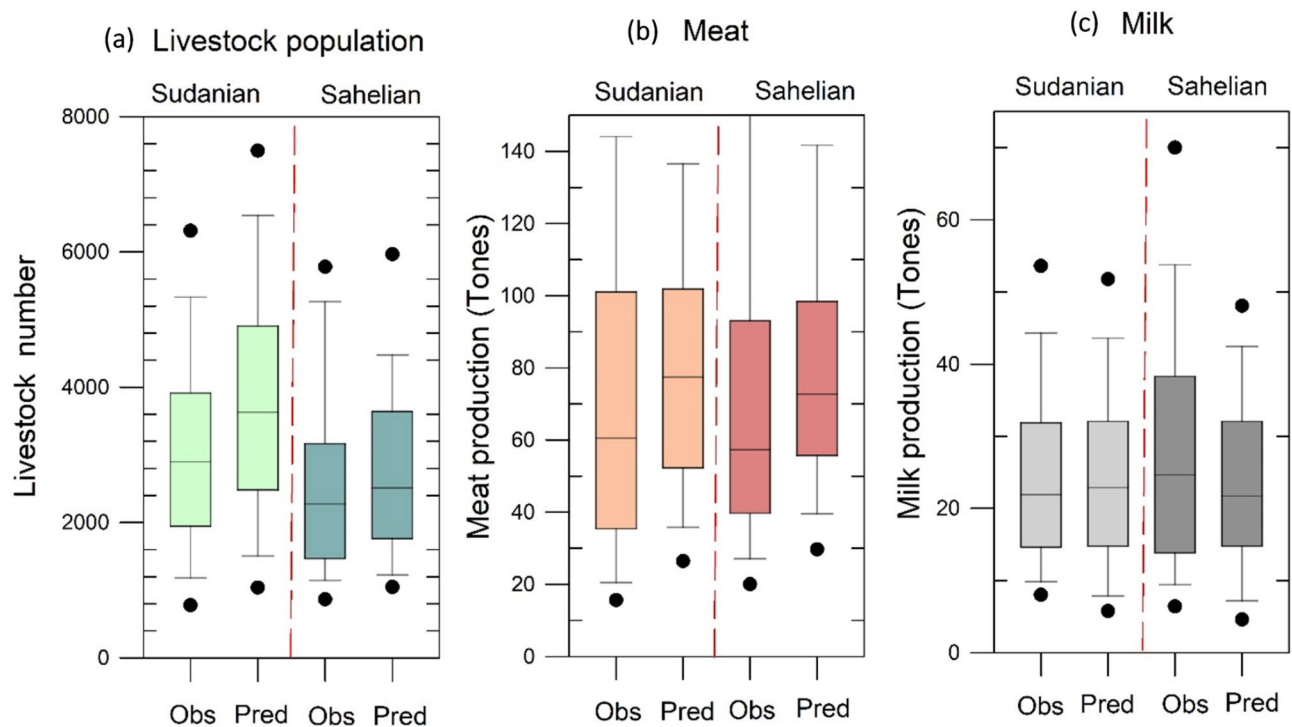 (a) Livestock population
Sudanian Sahelian
8000
6000
4000
2000
0
Livestock number
Obs Pred Obs Pred
(b) Meat
Sudanian Sahelian
140
120
100
80
60
40
20
0
Meat production (Tones)
Obs Pred Obs Pred
(c) Milk
Sudanian Sahelian
60
40
20
0
Milk production (Tones)
Obs Pred Obs Pred